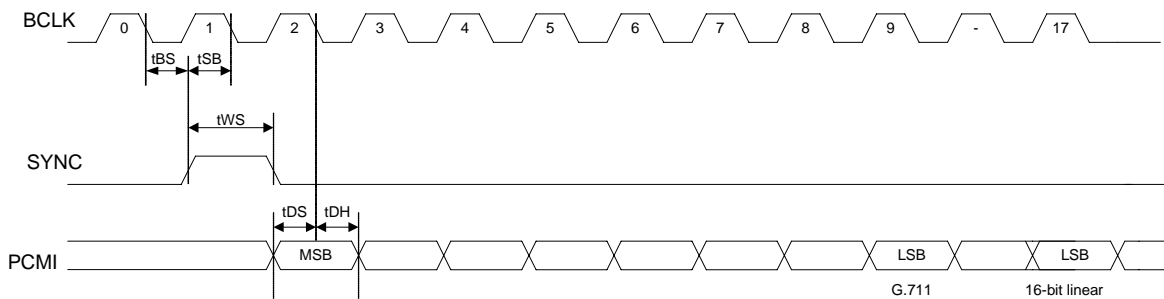 BCLK 0 1 2 3 4 5 6 7 8 9 - 17
tBS tSB
tWS
SYNC
tDS tDH
PCMI MSB LSB LSB
G.711 16-bit linear